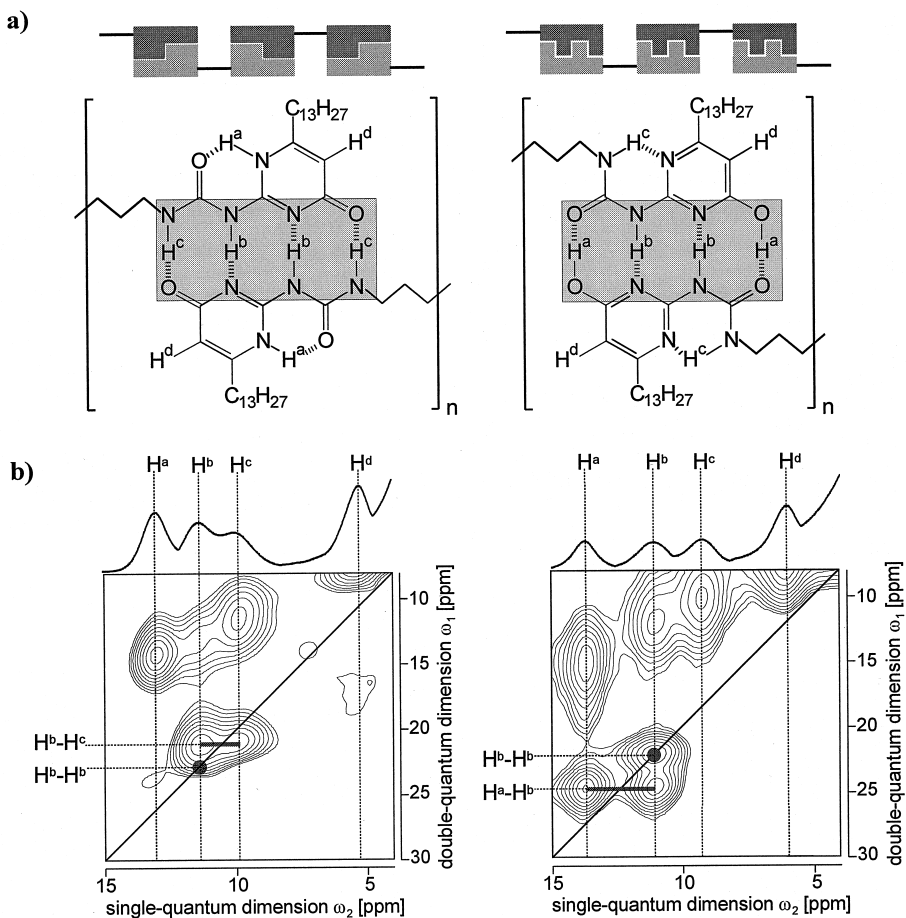 a)
C13H27
Ha
Hd
O
N
N
N
N
O
N
Hc
Hb
Hb
Hc
O
N
N
N
Hd
N
Ha
O
C13H27
n
C13H27
Hc
Hd
N
N
O
N
N
O
Ha
Hb
Hb
Ha
O
N
N
O
Hd
N
Hc
N
C13H27
n
b)
Ha Hb Hc Hd
-10
-15
-20
-25
-30
double-quantum dimension ω1 [ppm]
Hb-Hc
Hb-Hb
15 10 5
single-quantum dimension ω2 [ppm]
Ha Hb Hc Hd
-10
-15
-20
-25
-30
double-quantum dimension ω1 [ppm]
Hb-Hb
Ha-Hb
15 10 5
single-quantum dimension ω2 [ppm]